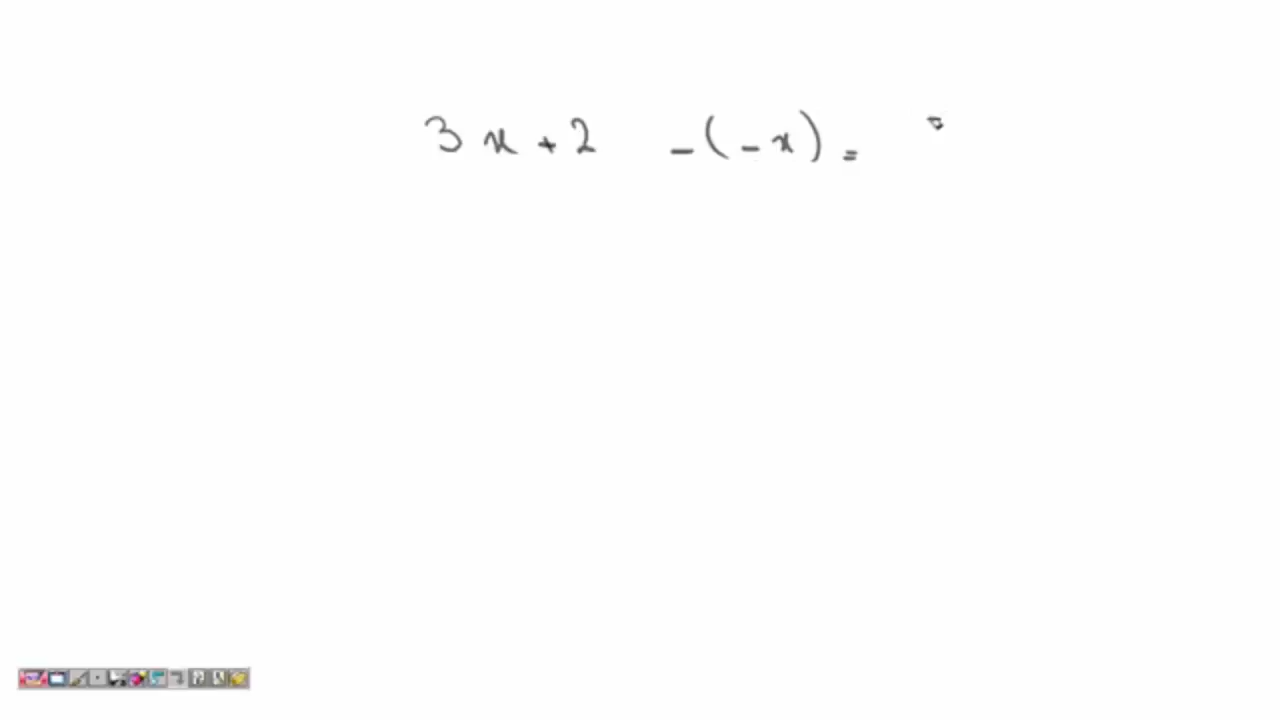 3x + 2 - (-x) =